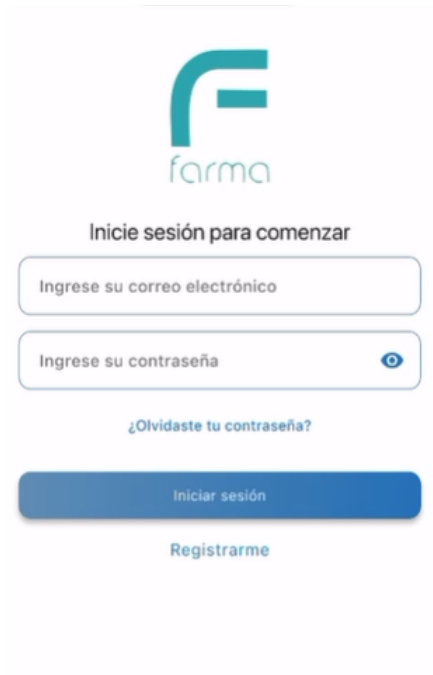 farma
Inicie sesión para comenzar
Ingrese su correo electrónico
Ingrese su contraseña
¿Olvidaste tu contraseña?
Iniciar sesión
Registrarme